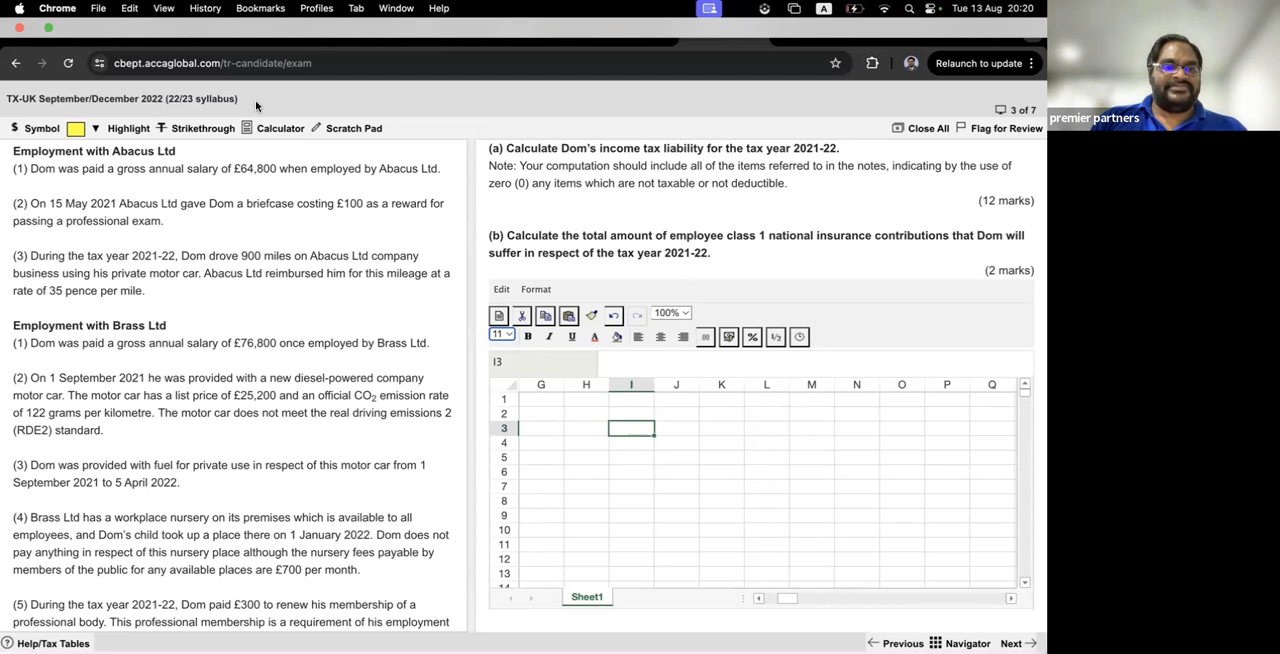 Chrome File Edit View History Bookmarks Profiles Tab Window Help A Tue 13 Aug 20:20
cbept.accaglobal.com/tr-candidate/exam Relaunch to update
TX-UK September/December 2022 (22/23 syllabus)
3 of 7
$ Symbol Highlight T Strikethrough Calculator Scratch Pad Close All Flag for Review
Employment with Abacus Ltd
(1) Dom was paid a gross annual salary of £64,800 when employed by Abacus Ltd.
(2) On 15 May 2021 Abacus Ltd gave Dom a briefcase costing £100 as a reward for
passing a professional exam.
(3) During the tax year 2021-22, Dom drove 900 miles on Abacus Ltd company
business using his private motor car. Abacus Ltd reimbursed him for this mileage at a
rate of 35 pence per mile.
Employment with Brass Ltd
(1) Dom was paid a gross annual salary of £76,800 once employed by Brass Ltd.
(2) On 1 September 2021 he was provided with a new diesel-powered company
motor car. The motor car has a list price of £25,200 and an official CO2 emission rate
of 122 grams per kilometre. The motor car does not meet the real driving emissions 2
(RDE2) standard.
(3) Dom was provided with fuel for private use in respect of this motor car from 1
September 2021 to 5 April 2022.
(4) Brass Ltd has a workplace nursery on its premises which is available to all
employees, and Dom's child took up a place there on 1 January 2022. Dom does not
pay anything in respect of this nursery place although the nursery fees payable by
members of the public for any available places are £700 per month.
(5) During the tax year 2021-22, Dom paid £300 to renew his membership of a
professional body. This professional membership is a requirement of his employment
(a) Calculate Dom's income tax liability for the tax year 2021-22.
Note: Your computation should include all of the items referred to in the notes, indicating by the use of
zero (0) any items which are not taxable or not deductible.
(12 marks)
(b) Calculate the total amount of employee class 1 national insurance contributions that Dom will
suffer in respect of the tax year 2021-22.
(2 marks)
Edit Format
100%
11 B I U A .00 % ½
I3
G H I J K L M N O P Q
1
2
3
4
5
6
7
8
9
10
11
12
13
14
Sheet1
? Help/Tax Tables Previous Navigator Next
premier partners